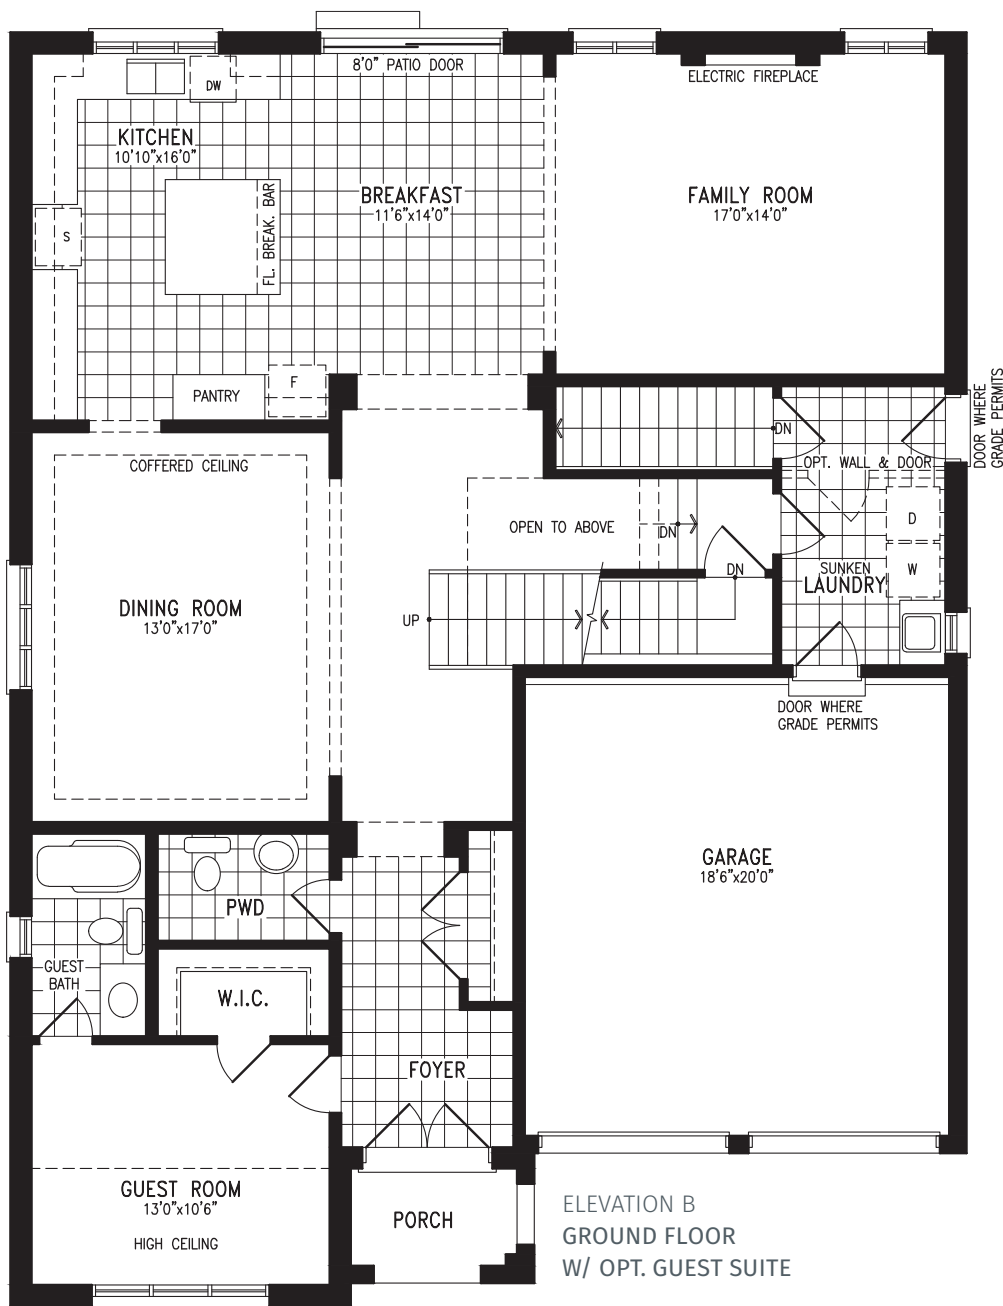 8'0" PATIO DOOR
ELECTRIC FIREPLACE
DW
KITCHEN
10'10"x16'0"
BREAKFAST
11'6"x14'0"
FAMILY ROOM
17'0"x14'0"
S
FL. BREAK. BAR
PANTRY
F
DOOR WHERE
GRADE PERMITS
DN
COFFERED CEILING
OPT. WALL & DOOR
OPEN TO ABOVE
DN
D
DN
W
SUNKEN
LAUNDRY
DINING ROOM
13'0"x17'0"
UP
DOOR WHERE
GRADE PERMITS
GARAGE
18'6"x20'0"
PWD
GUEST
BATH
W.I.C.
FOYER
GUEST ROOM
13'0"x10'6"
HIGH CEILING
PORCH
ELEVATION B
GROUND FLOOR
W/ OPT. GUEST SUITE